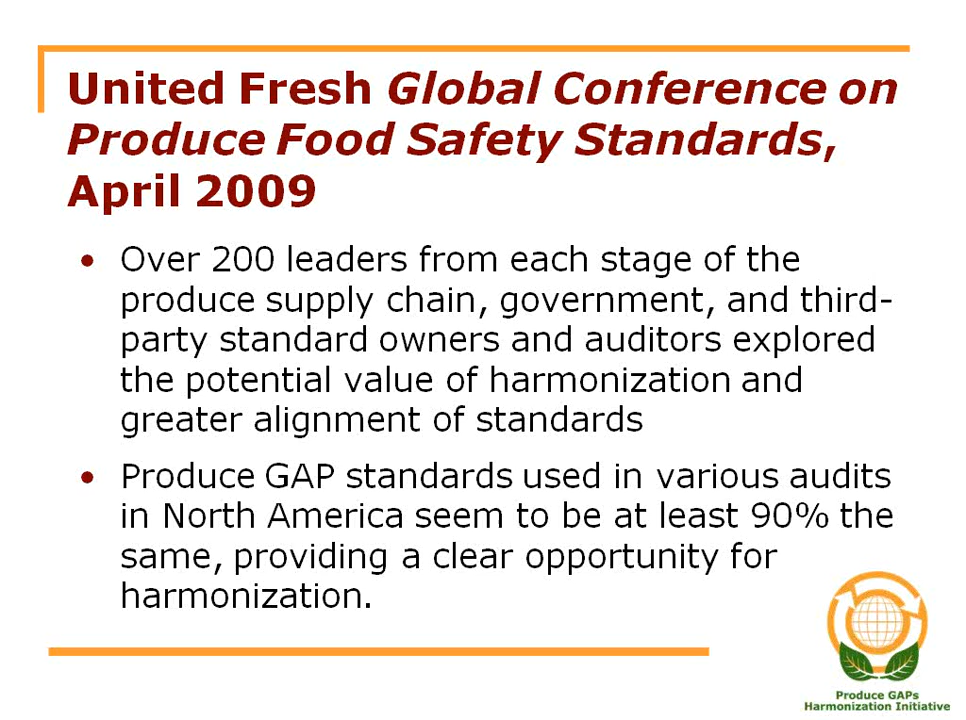 United Fresh Global Conference on
Produce Food Safety Standards,
April 2009
• Over 200 leaders from each stage of the
produce supply chain, government, and third-
party standard owners and auditors explored
the potential value of harmonization and
greater alignment of standards
• Produce GAP standards used in various audits
in North America seem to be at least 90% the
same, providing a clear opportunity for
harmonization.
Produce GAPs
Harmonization Initiative